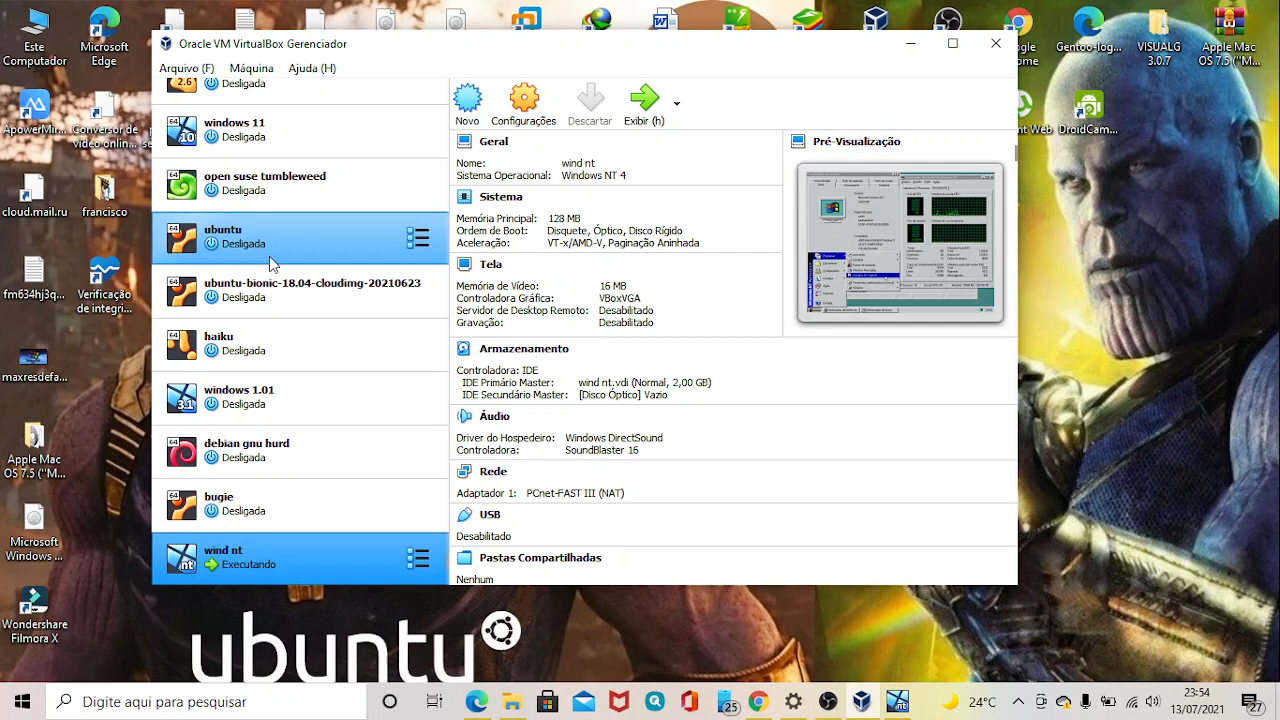 Oracle VM VirtualBox Gerenciador
Arquivo (F) Máquina Ajuda (H)
Desligada
windows 11
Desligada
open suse tumbleweed
Desligada
ubuntu
Desligada
ubuntu-bionic-18.04-cloudimg-20210623
Desligada
haiku
Desligada
windows 1.01
Desligada
debian gnu hurd
Desligada
bugie
Desligada
wind nt
Executando
Novo
Configurações
Descartar
Exibir (h)
Geral
Nome: wind nt
Sistema Operacional: Windows NT 4
Sistema
Memória Principal: 128 MB
Ordem de Boot: Disquete, Óptico, Disco Rígido
Aceleração: VT-x/AMD-V, Paginação Aninhada
Tela
Memória de Vídeo: 16 MB
Controladora Gráfica: VBoxVGA
Servidor de Desktop Remoto: Desabilitado
Gravação: Desabilitado
Armazenamento
Controladora: IDE
IDE Primário Master: wind nt.vdi (Normal, 2,00 GB)
IDE Secundário Master: [Disco Óptico] Vazio
Áudio
Driver do Hospedeiro: Windows DirectSound
Controladora: SoundBlaster 16
Rede
Adaptador 1: PCnet-FAST III (NAT)
USB
Desabilitado
Pastas Compartilhadas
Nenhum
Pré-Visualização
Este
Computador
Microsoft
Edge
ApowerMir...
Conversor de
video online...
cloud.mail.ru
francisco
fm634hj3q...
Verificação
de integri...
maxresdefa...
Apple Mac
OS 7.5 ("M...
Microsoft
Windows ...
Wondershare
Filmora X
Gentoo-log...
VISUALG
3.0.7
Apple Mac
OS 7.5 ("M...
DroidCam...
ubuntu
Digite aqui para pesquisar
25
24°C
23:54
13/07/2021
27